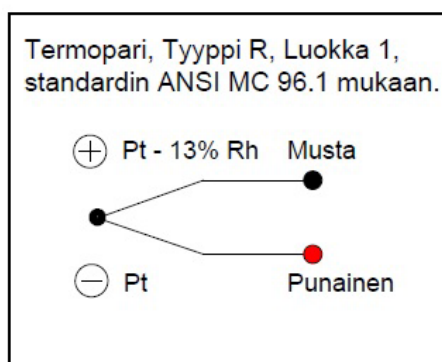 Termopari, Tyyppi R, Luokka 1,
standardin ANSI MC 96.1 mukaan.
+ Pt - 13% Rh Musta
− Pt Punainen